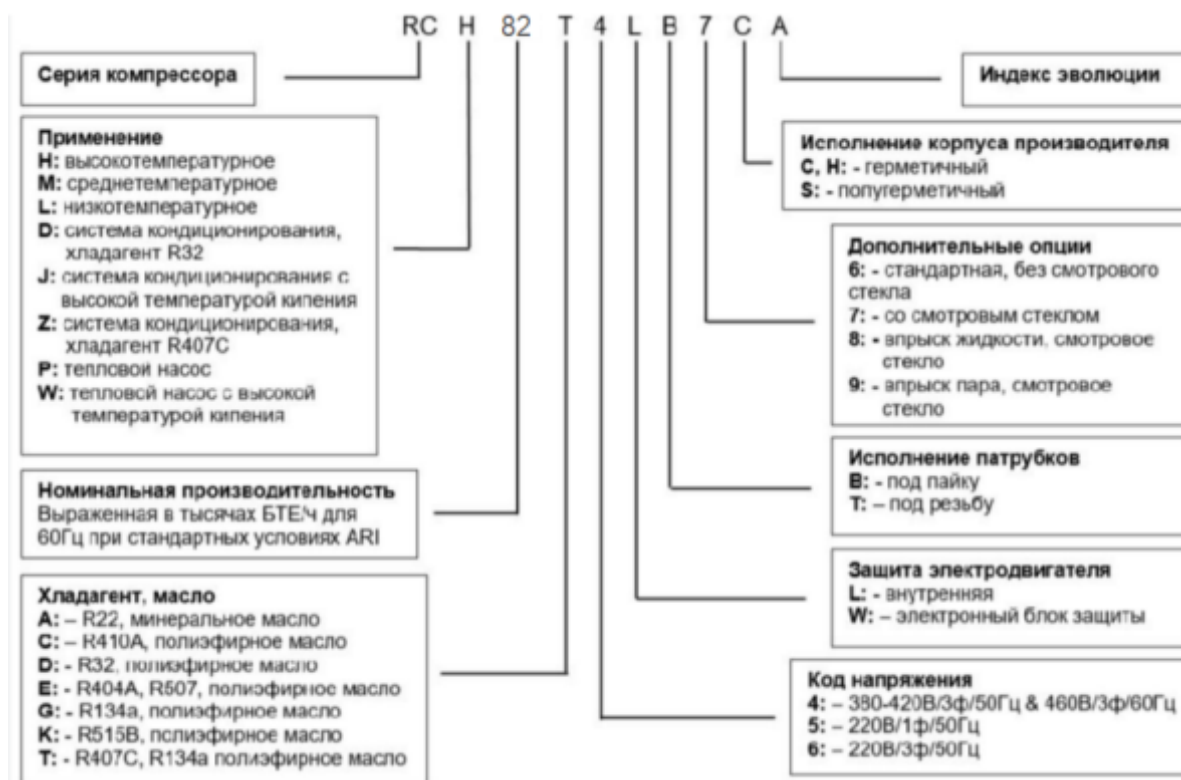 RC H 82 T 4 L B 7 C A
Серия компрессора
Применение
H: высокотемпературное
M: среднетемпературное
L: низкотемпературное
D: система кондиционирования,
хладагент R32
J: система кондиционирования с
высокой температурой кипения
Z: система кондиционирования,
хладагент R407C
P: тепловой насос
W: тепловой насос с высокой
температурой кипения
Номинальная производительность
Выраженная в тысячах БТЕ/ч для
60Гц при стандартных условиях ARI
Хладагент, масло
A: – R22, минеральное масло
C: – R410A, полиэфирное масло
D: - R32, полиэфирное масло
E: - R404A, R507, полиэфирное масло
G: - R134a, полиэфирное масло
K: - R515B, полиэфирное масло
T: - R407C, R134a полиэфирное масло
Индекс эволюции
Исполнение корпуса производителя
C, H: - герметичный
S: - полугерметичный
Дополнительные опции
6: - стандартная, без смотрового
стекла
7: - со смотровым стеклом
8: - впрыск жидкости, смотровое
стекло
9: - впрыск пара, смотровое
стекло
Исполнение патрубков
B: - под пайку
T: – под резьбу
Защита электродвигателя
L: - внутренняя
W: – электронный блок защиты
Код напряжения
4: – 380-420В/3ф/50Гц & 460В/3ф/60Гц
5: – 220В/1ф/50Гц
6: – 220В/3ф/50Гц